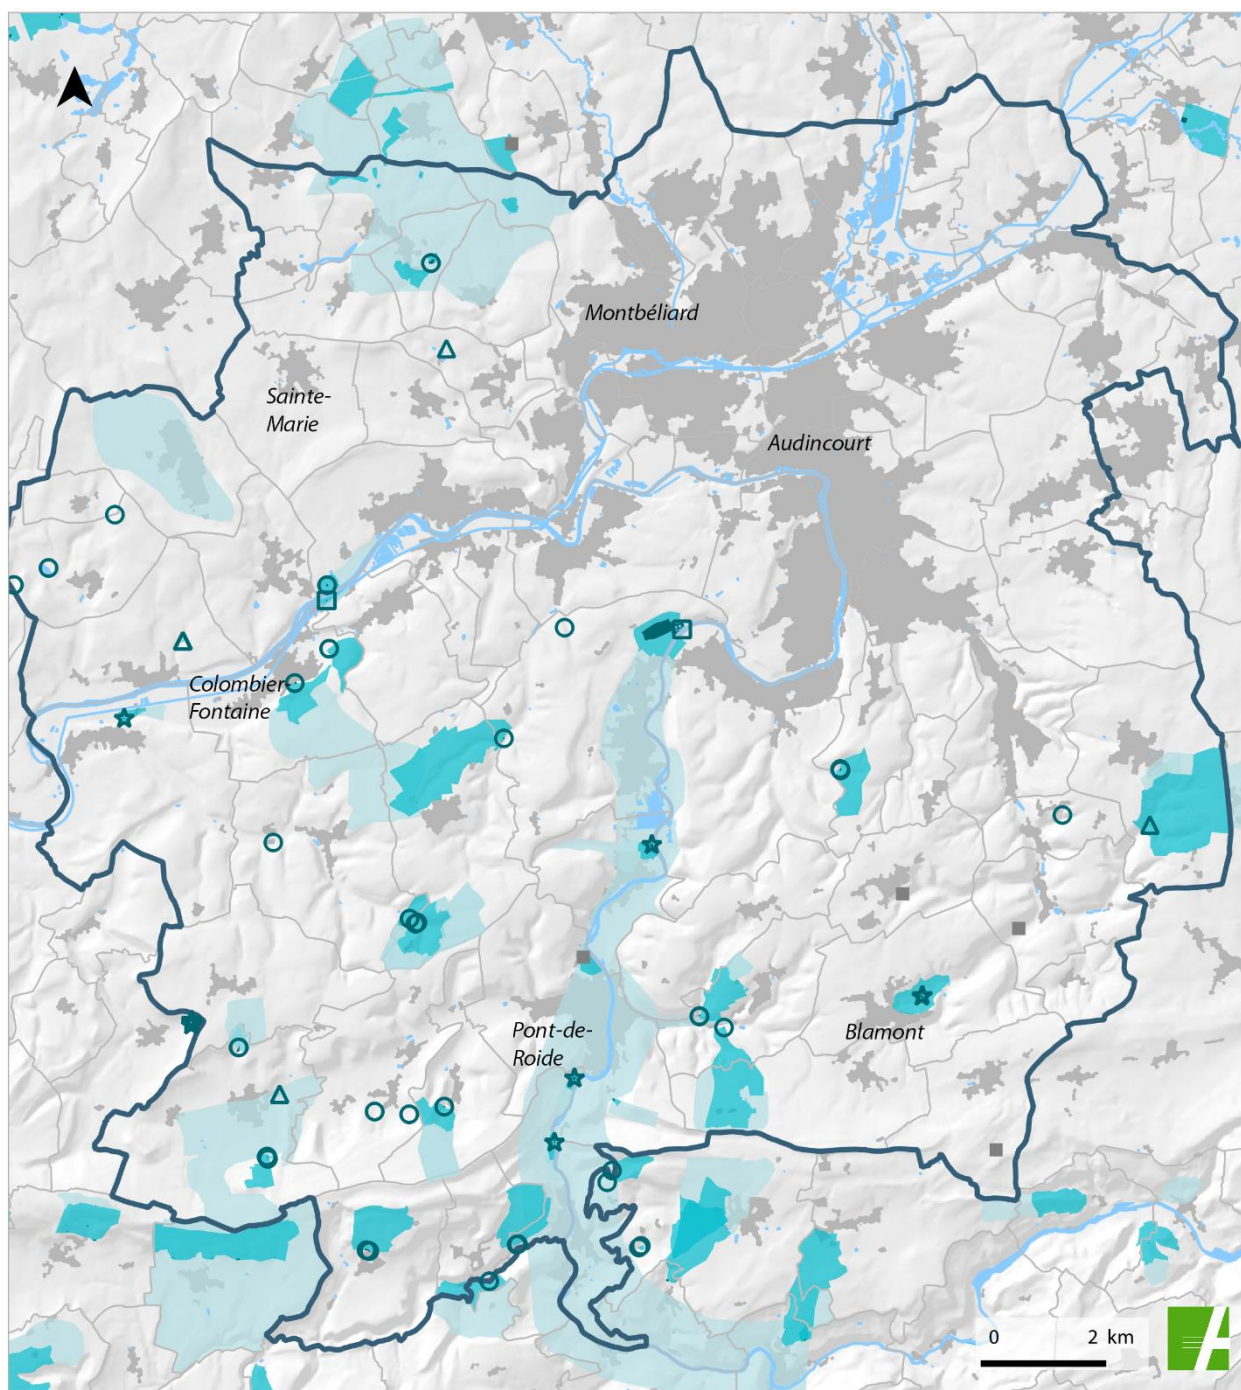 Montbéliard
Sainte-
Marie
Audincourt
Colombier-
Fontaine
Pont-de-
Roide
Blamont
0 2 km